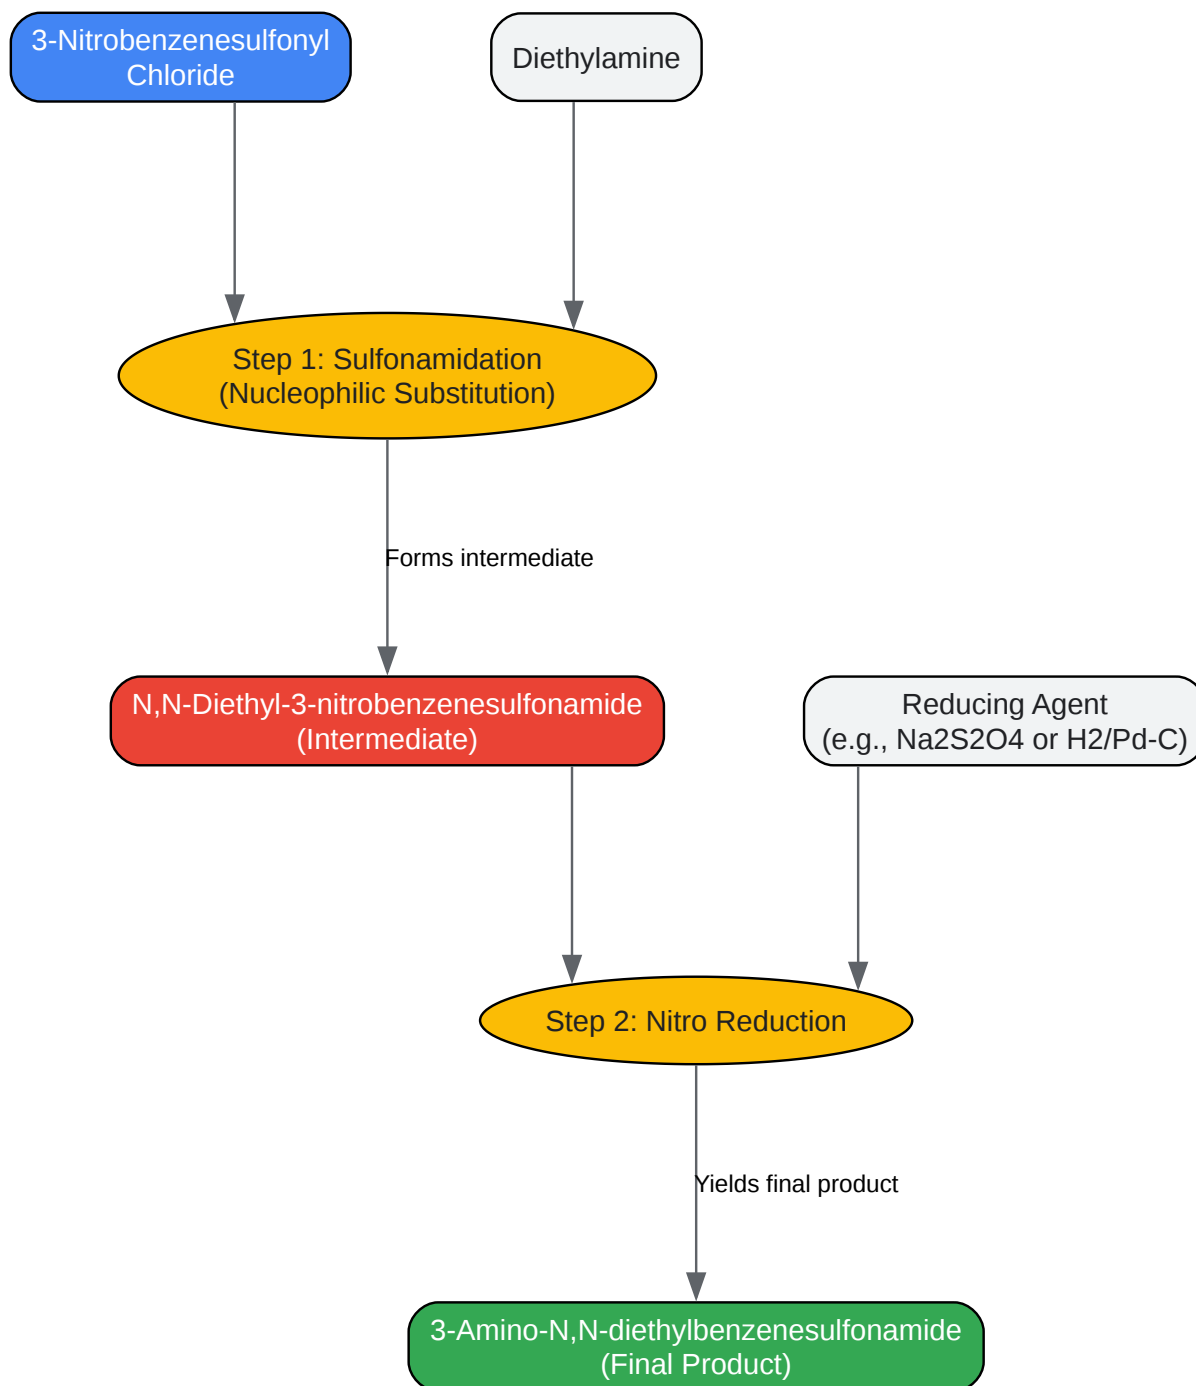 3-Nitrobenzenesulfonyl
Chloride
Diethylamine
Step 1: Sulfonamidation
(Nucleophilic Substitution)
Forms intermediate
N,N-Diethyl-3-nitrobenzenesulfonamide
(Intermediate)
Reducing Agent
(e.g., Na2S2O4 or H2/Pd-C)
Step 2: Nitro Reduction
Yields final product
3-Amino-N,N-diethylbenzenesulfonamide
(Final Product)